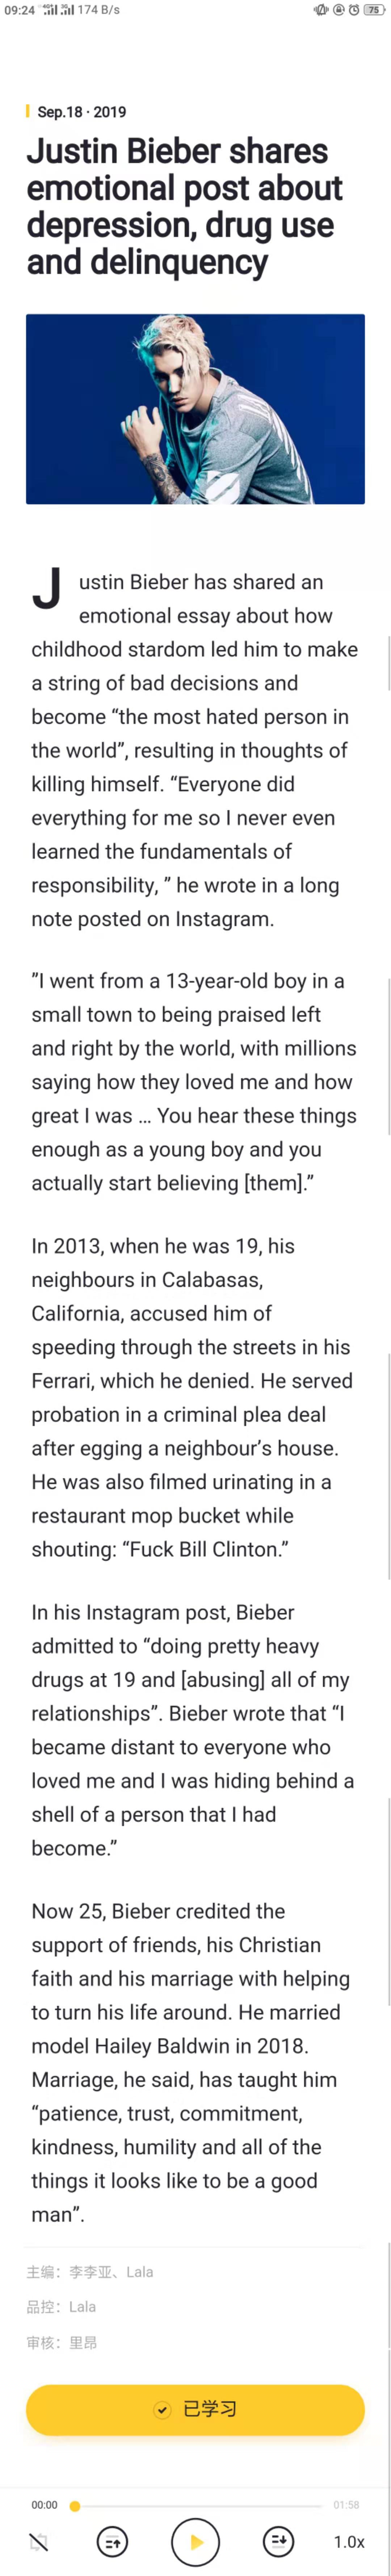 09:24 4G 3G 174 B/s 75
Sep.18 · 2019
Justin Bieber shares
emotional post about
depression, drug use
and delinquency
Justin Bieber has shared an
emotional essay about how
childhood stardom led him to make
a string of bad decisions and
become “the most hated person in
the world”, resulting in thoughts of
killing himself. “Everyone did
everything for me so I never even
learned the fundamentals of
responsibility, ” he wrote in a long
note posted on Instagram.
”I went from a 13-year-old boy in a
small town to being praised left
and right by the world, with millions
saying how they loved me and how
great I was … You hear these things
enough as a young boy and you
actually start believing [them].”
In 2013, when he was 19, his
neighbours in Calabasas,
California, accused him of
speeding through the streets in his
Ferrari, which he denied. He served
probation in a criminal plea deal
after egging a neighbour’s house.
He was also filmed urinating in a
restaurant mop bucket while
shouting: “Fuck Bill Clinton.”
In his Instagram post, Bieber
admitted to “doing pretty heavy
drugs at 19 and [abusing] all of my
relationships”. Bieber wrote that “I
became distant to everyone who
loved me and I was hiding behind a
shell of a person that I had
become.”
Now 25, Bieber credited the
support of friends, his Christian
faith and his marriage with helping
to turn his life around. He married
model Hailey Baldwin in 2018.
Marriage, he said, has taught him
“patience, trust, commitment,
kindness, humility and all of the
things it looks like to be a good
man”.
主编：李李亚、Lala
品控：Lala
审核：里昂
已学习
00:00 01:58
1.0x